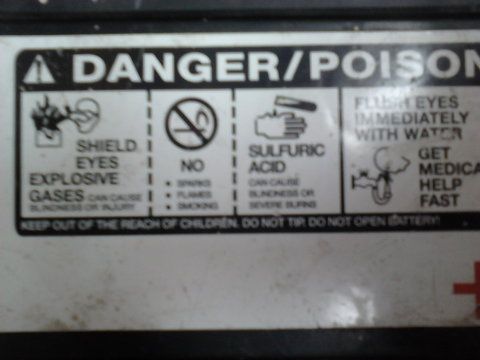 DANGER/POISON
SHIELD
EYES
EXPLOSIVE
GASES CAN CAUSE
BLINDNESS OR INJURY
NO
• SPARKS
• FLAMES
• SMOKING
SULFURIC
ACID
CAN CAUSE
BLINDNESS OR
SEVERE BURNS
FLUSH EYES
IMMEDIATELY
WITH WATER
GET
MEDICA
HELP
FAST
KEEP OUT OF THE REACH OF CHILDREN. DO NOT TIP. DO NOT OPEN BATTERY!
+